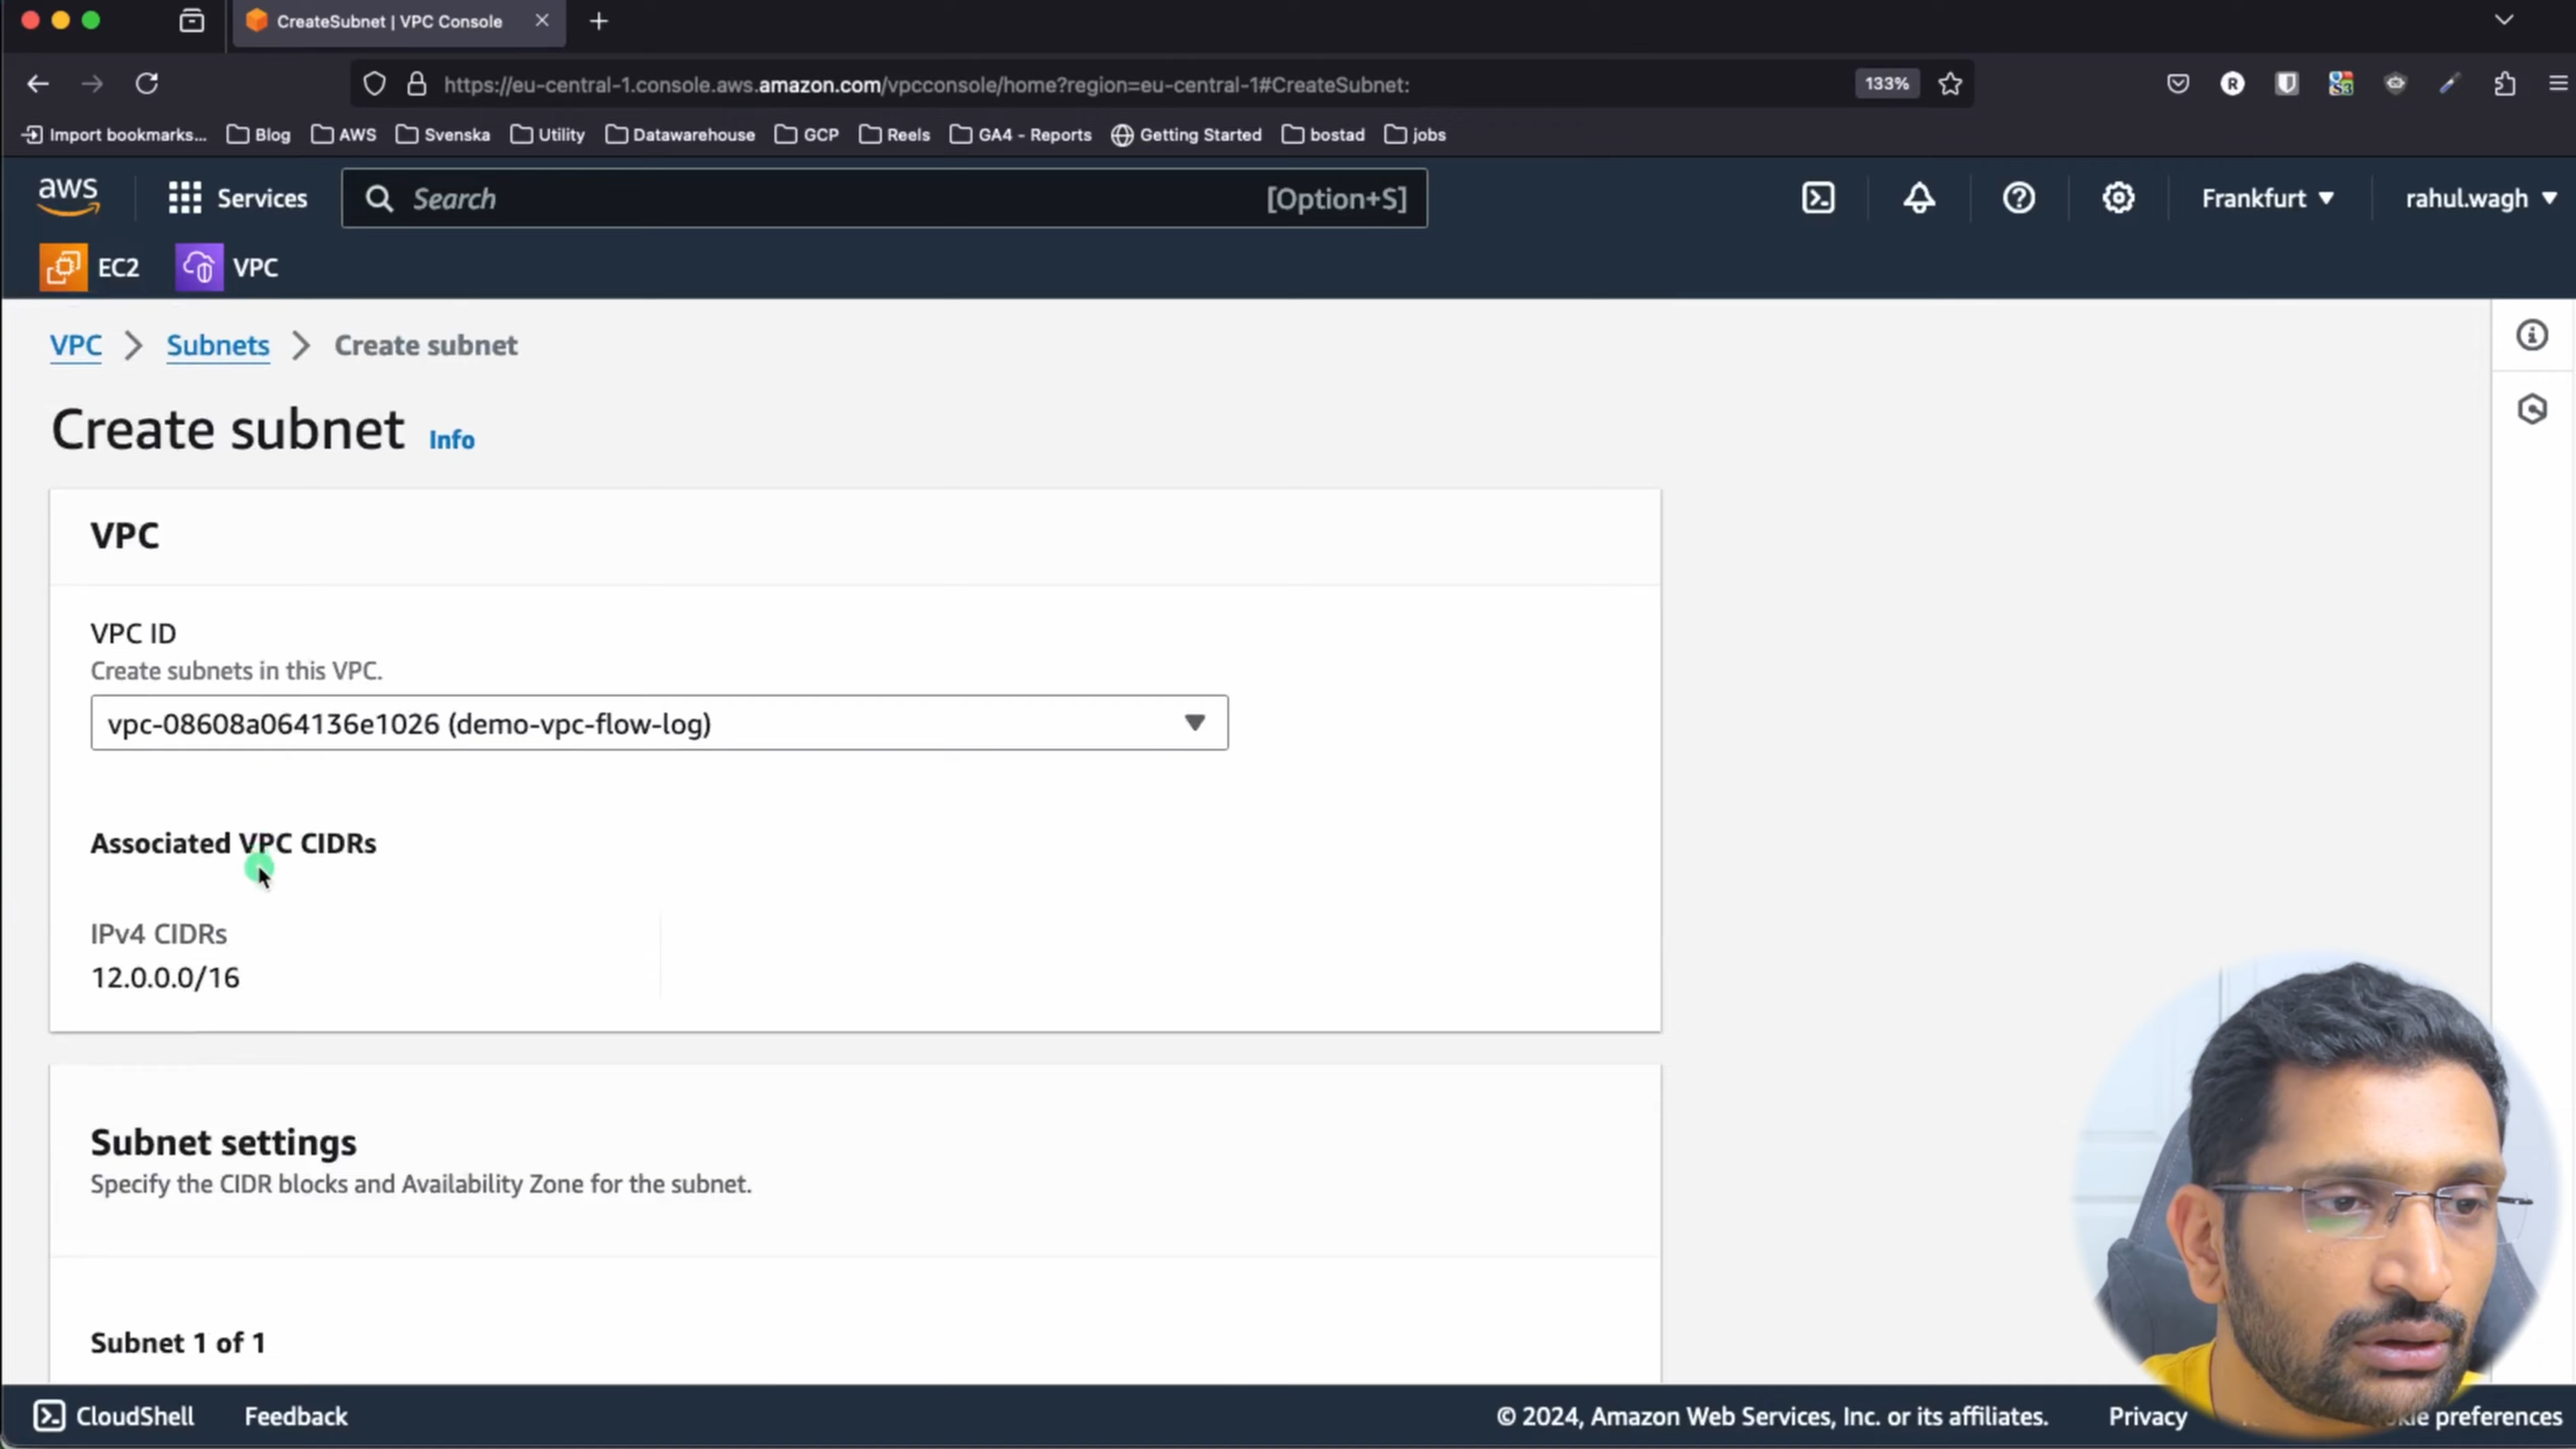 CreateSubnet | VPC Console
https://eu-central-1.console.aws.amazon.com/vpcconsole/home?region=eu-central-1#CreateSubnet:
133%
R
Import bookmarks...
Blog
AWS
Svenska
Utility
Datawarehouse
GCP
Reels
GA4 - Reports
Getting Started
bostad
jobs
aws
Services
Search
[Option+S]
Frankfurt
rahul.wagh
EC2
VPC
VPC
Subnets
Create subnet
Create subnet Info
VPC
VPC ID
Create subnets in this VPC.
vpc-08608a064136e1026 (demo-vpc-flow-log)
Associated VPC CIDRs
IPv4 CIDRs
12.0.0.0/16
Subnet settings
Specify the CIDR blocks and Availability Zone for the subnet.
Subnet 1 of 1
CloudShell
Feedback
© 2024, Amazon Web Services, Inc. or its affiliates.
Privacy
preferences